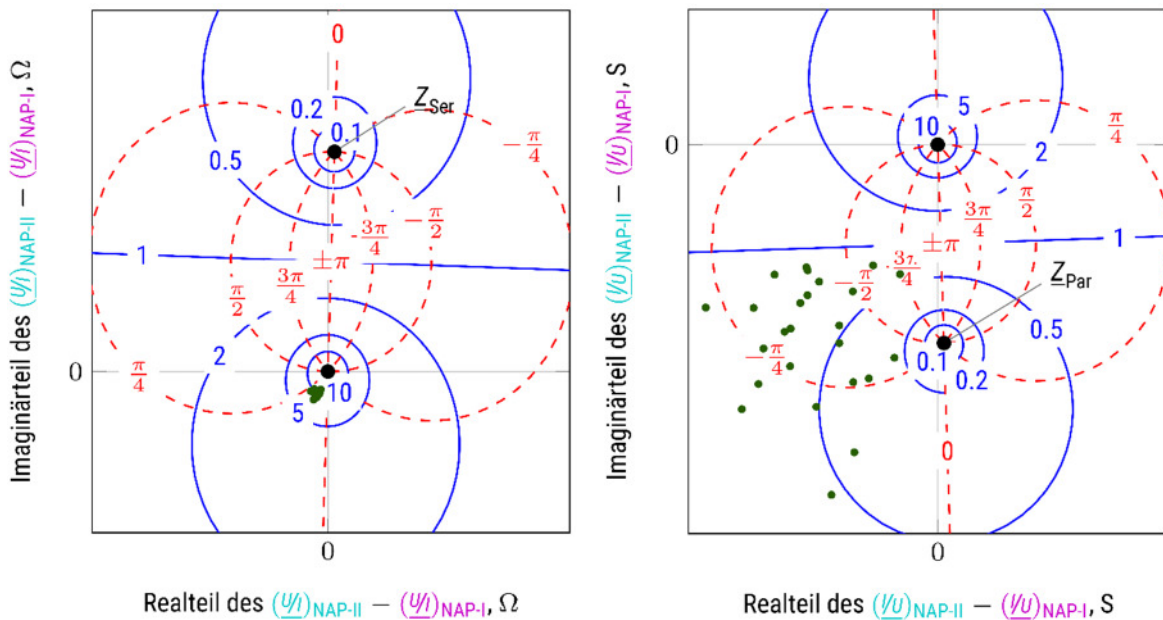 Imaginärteil des (U/I)NAP-II − (U/I)NAP-I, Ω
0
0.2
ZSer
0.1
−π/4
0.5
−π/2
-3π/4
1
±π
3π/4
π/2
2
0
π/4
10
5
0
Realteil des (U/I)NAP-II − (U/I)NAP-I, Ω
Imaginärteil des (I/U)NAP-II − (I/U)NAP-I, S
0
5
10
0
π/4
2
π/2
3π/4
±π
1
−π/2
ZPar
0.5
−π/4
0.1
0.2
0
0
Realteil des (I/U)NAP-II − (I/U)NAP-I, S